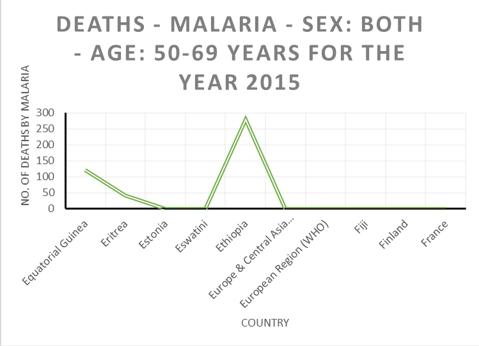 DEATHS - MALARIA - SEX: BOTH
- AGE: 50-69 YEARS FOR THE
YEAR 2015
NO. OF DEATHS BY MALARIA
300
250
200
150
100
50
0
Equatorial Guinea
Eritrea
Estonia
Eswatini
Ethiopia
Europe & Central Asia...
European Region (WHO)
Fiji
Finland
France
COUNTRY